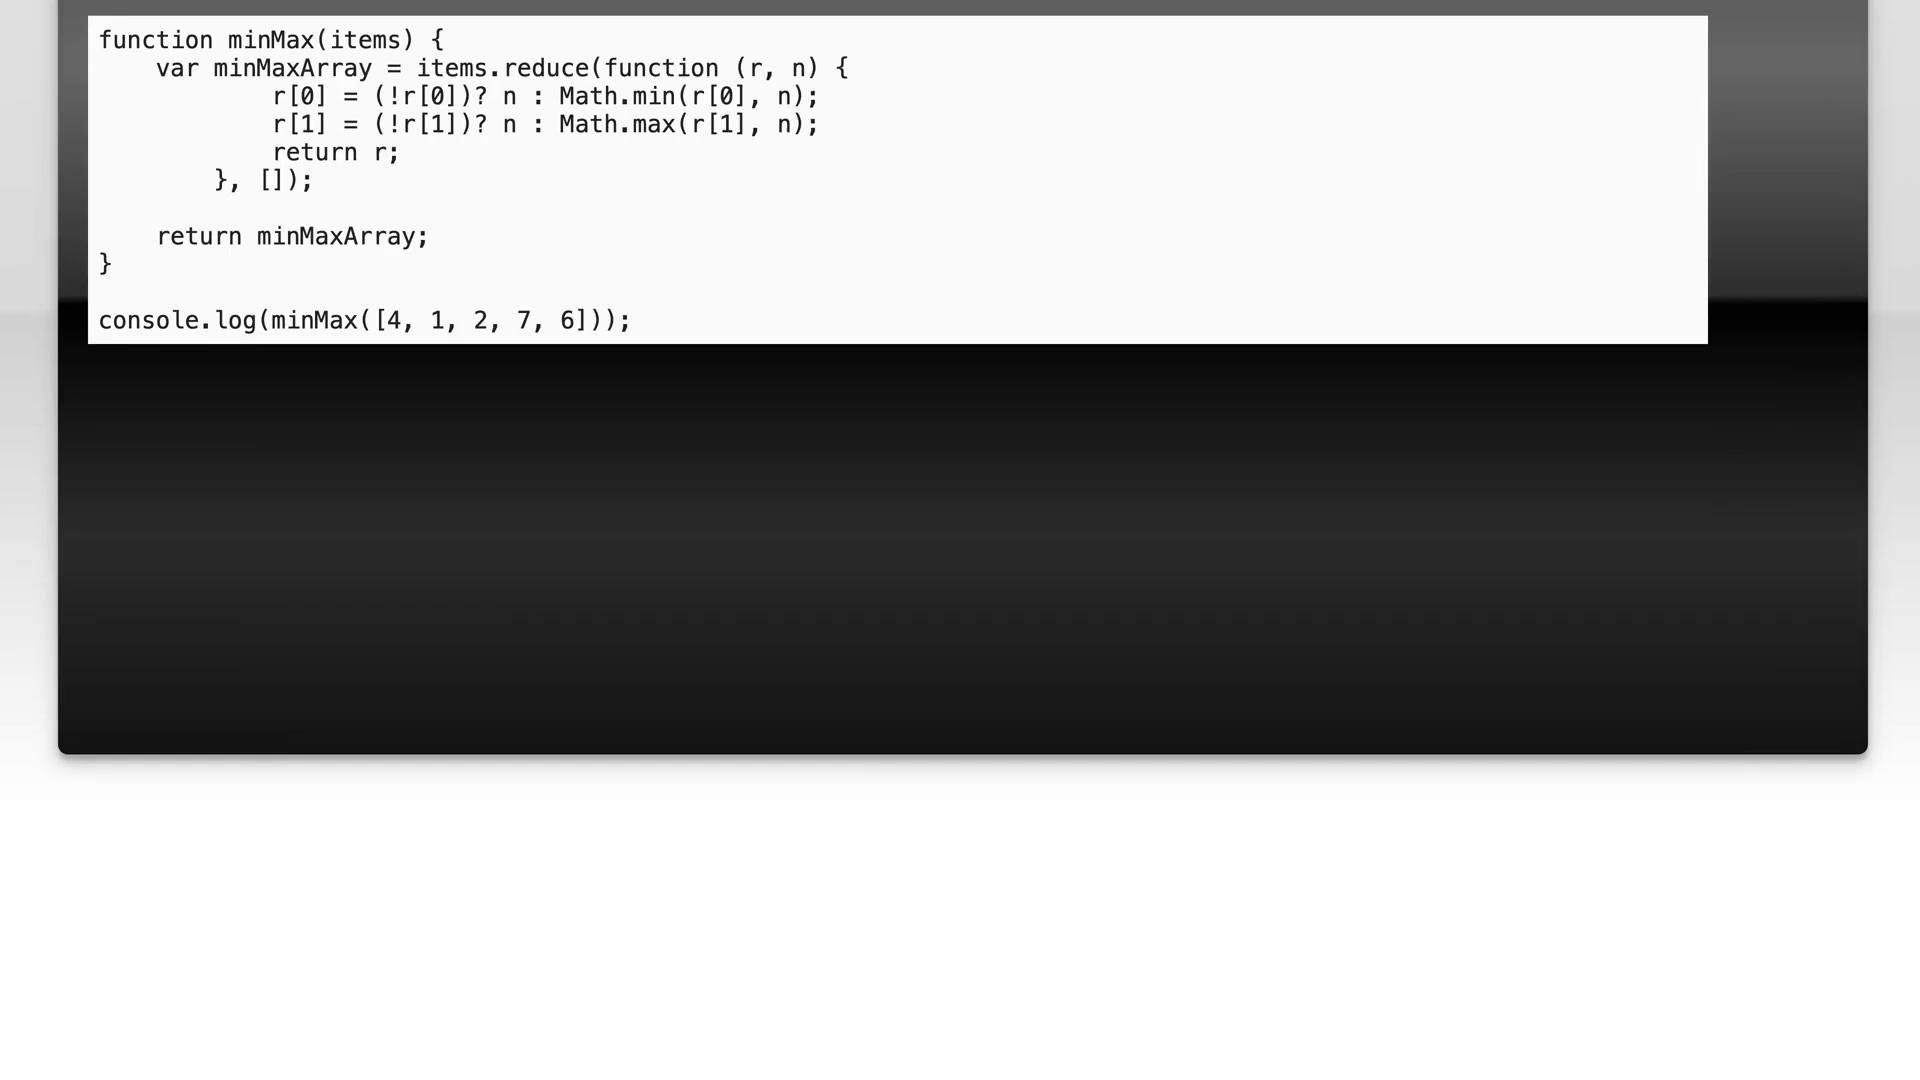 function minMax(items) {
    var minMaxArray = items.reduce(function (r, n) {
            r[0] = (!r[0])? n : Math.min(r[0], n);
            r[1] = (!r[1])? n : Math.max(r[1], n);
            return r;
        }, []);

    return minMaxArray;
}

console.log(minMax([4, 1, 2, 7, 6]));